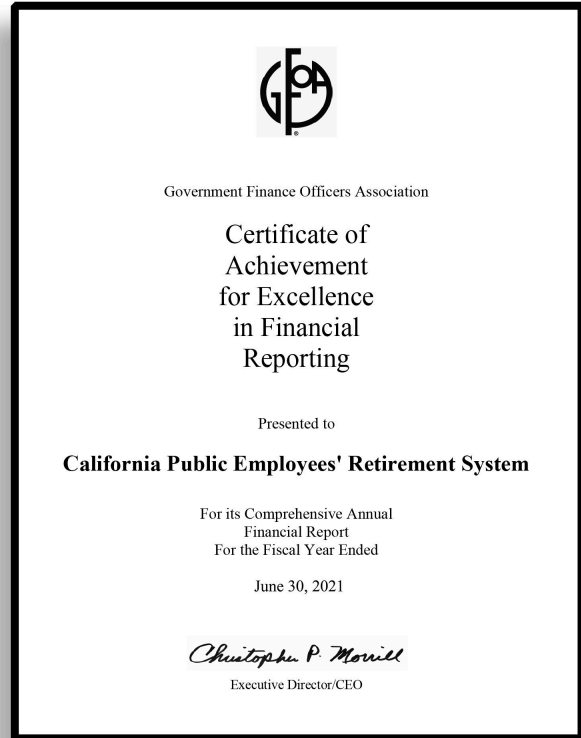 GFOA
Government Finance Officers Association
Certificate of
Achievement
for Excellence
in Financial
Reporting
Presented to
California Public Employees' Retirement System
For its Comprehensive Annual
Financial Report
For the Fiscal Year Ended
June 30, 2021
Christopher P. Morrill
Executive Director/CEO